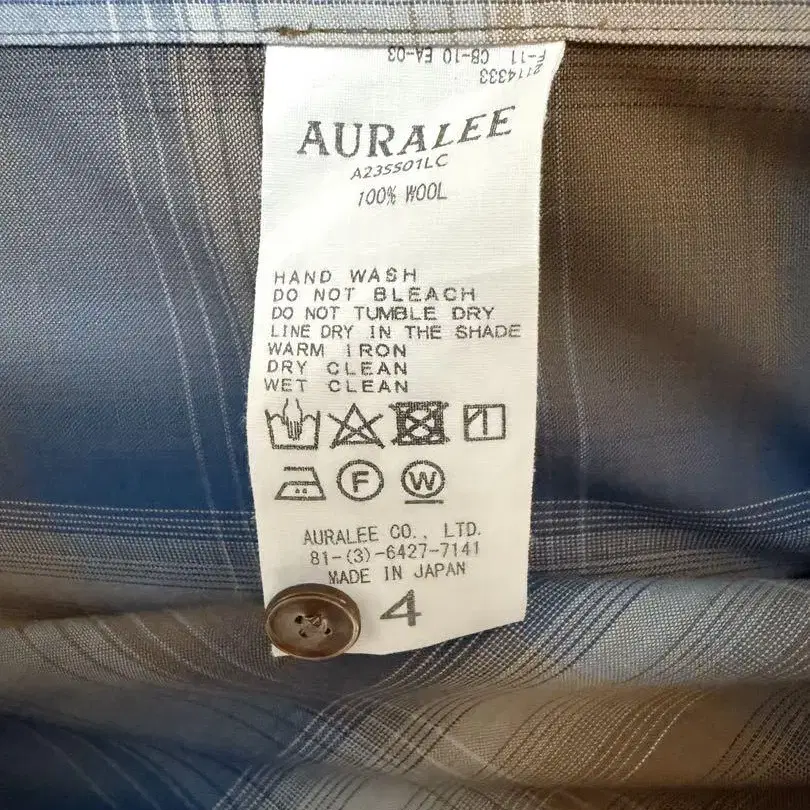 2114333
F-11 CB-10 EA-03
AURALEE
A23SS01LC
100% WOOL
HAND WASH
DO NOT BLEACH
DO NOT TUMBLE DRY
LINE DRY IN THE SHADE
WARM IRON
DRY CLEAN
WET CLEAN
F W
AURALEE CO., LTD.
81-(3)-6427-7141
MADE IN JAPAN
4